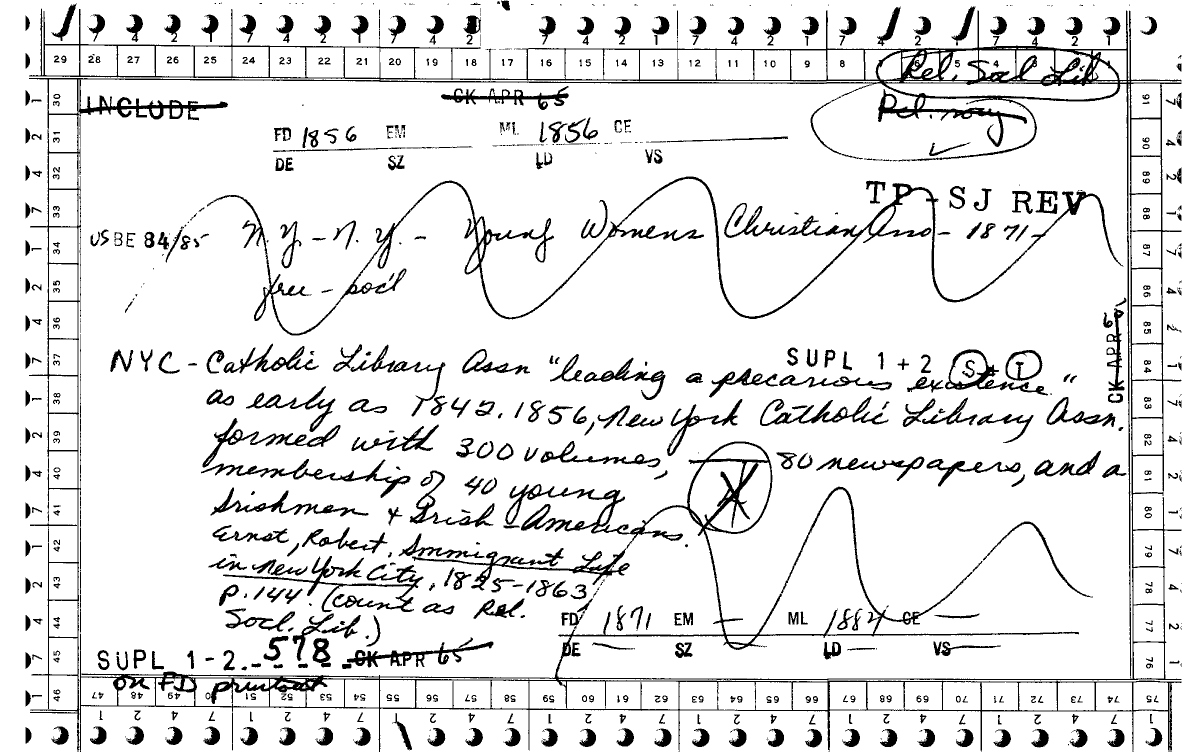 7 4 2 1 7 4 2 1 7 4 2 7 4 2 1 7 4 2 1 7 4 2 1 7 4 2 1
29 28 27 26 25 24 23 22 21 20 19 18 17 16 15 14 13 12 11 10 9 8 7 6 5 4 3 2 1
Rel. Socl Lib
INCLUDE
CK APR 65
FD 1856 EM ML 1856 CE
DE SZ LD VS
TP-SJ REV
USBE 84/85 N.Y.-N.Y.- Young Womens Christian Asso- 1871-
free - soc'l
SUPL 1+2 S + T
NYC - Catholic Library Assn "leading a precarious existence"
as early as 1842. 1856, New York Catholic Library Assn.
formed with 300 volumes, 80 newspapers, and a
membership of 40 young
Irishmen + Irish-Americans.
Ernst, Robert. Immigrant Life
in New York City, 1825-1863
p. 144. (count as Rel.
Socl. Lib.)
FD 1871 EM — ML 1884 CE —
DE — SZ LD — VS —
SUPL 1-2.-578 CK APR 65
on FD printout
CK APR 65
30 31 32 33 34 35 36 37 38 39 40 41 42 43 44 45 46
91 90 89 88 87 86 85 84 83 82 81 80 79 78 77 76 75
47 48 49 50 51 52 53 54 55 56 57 58 59 60 61 62 63 64 65 66 67 68 69 70 71 72 73 74 75